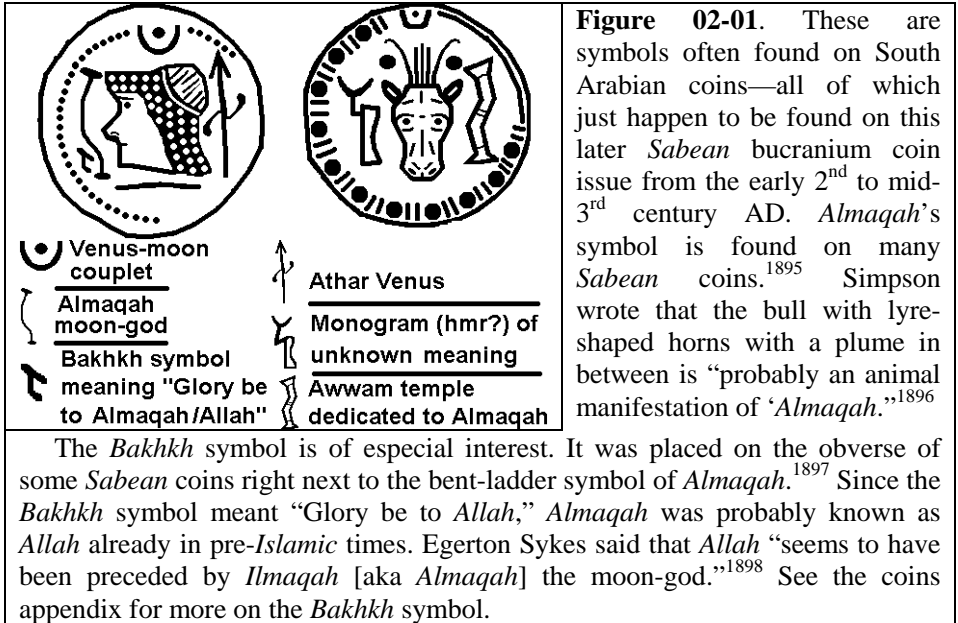 Figure 02-01. These are
symbols often found on South
Arabian coins—all of which
just happen to be found on this
later Sabean bucranium coin
issue from the early 2nd to mid-
3rd century AD. Almaqah's
symbol is found on many
Sabean coins.1895 Simpson
wrote that the bull with lyre-
shaped horns with a plume in
between is “probably an animal
manifestation of ‘Almaqah.”1896
Venus-moon
couplet
Almaqah
moon-god
Bakhkh symbol
meaning "Glory be
to Almaqah/Allah"
Athar Venus
Monogram (hmr?) of
unknown meaning
Awwam temple
dedicated to Almaqah
The Bakhkh symbol is of especial interest. It was placed on the obverse of
some Sabean coins right next to the bent-ladder symbol of Almaqah.1897 Since the
Bakhkh symbol meant “Glory be to Allah,” Almaqah was probably known as
Allah already in pre-Islamic times. Egerton Sykes said that Allah “seems to have
been preceded by Ilmaqah [aka Almaqah] the moon-god.”1898 See the coins
appendix for more on the Bakhkh symbol.